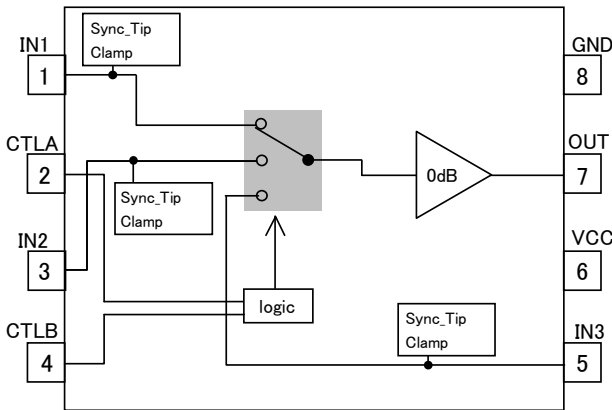 Sync_Tip
Clamp
IN1
1
GND
8
CTLA
2
0dB
OUT
7
Sync_Tip
Clamp
IN2
3
VCC
6
logic
Sync_Tip
Clamp
CTLB
4
IN3
5